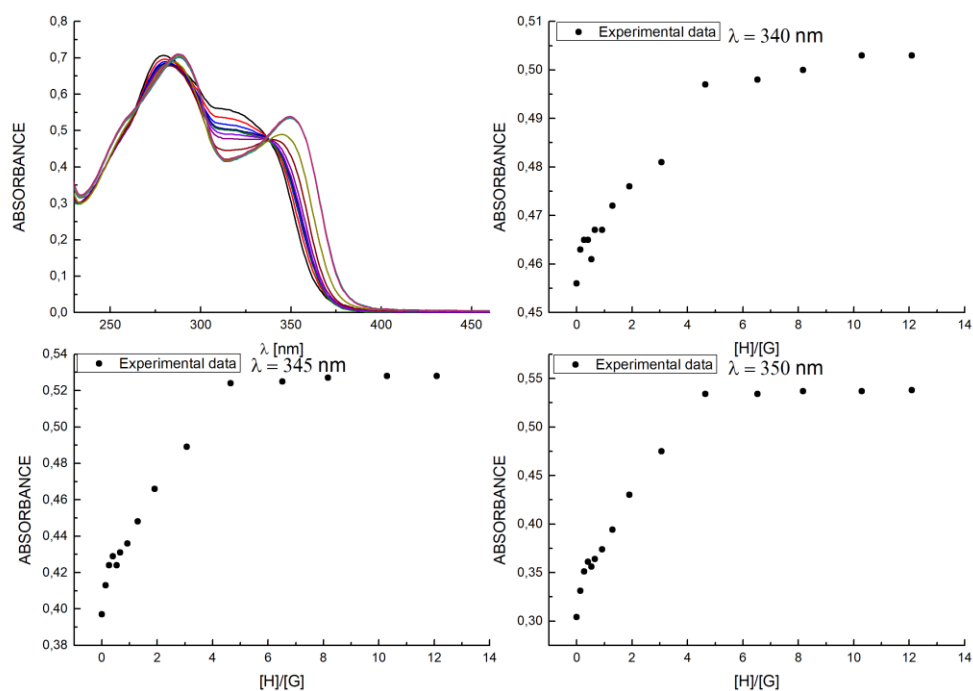 0,8
0,7
0,6
0,5
0,4
0,3
0,2
0,1
0,0
ABSORBANCE
250 300 350 400 450
λ [nm]
0,51
0,50
0,49
0,48
0,47
0,46
0,45
ABSORBANCE
Experimental data
λ = 340 nm
0 2 4 6 8 10 12 14
[H]/[G]
0,54
0,52
0,50
0,48
0,46
0,44
0,42
0,40
0,38
ABSORBANCE
Experimental data
λ = 345 nm
0 2 4 6 8 10 12 14
[H]/[G]
0,55
0,50
0,45
0,40
0,35
0,30
ABSORBANCE
Experimental data
λ = 350 nm
0 2 4 6 8 10 12 14
[H]/[G]